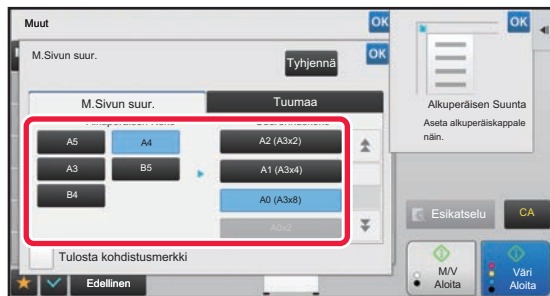 Muut
OK
M.Sivun suur.
Tyhjennä
OK
M.Sivun suur.
Tuumaa
A5
A4
A2 (A3x2)
A3
B5
A1 (A3x4)
B4
A0 (A3x8)
A0x2
Tulosta kohdistusmerkki
Edellinen
OK
Alkuperäisen Suunta
Aseta alkuperäiskappale
näin.
Esikatselu
CA
M/V
Aloita
Väri
Aloita